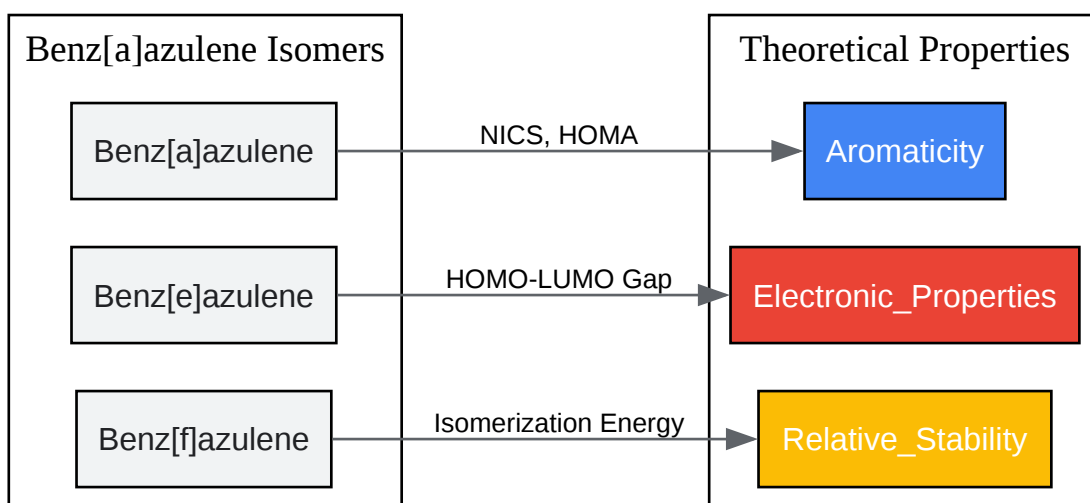 Benz[a]azulene Isomers
Theoretical Properties
Benz[a]azulene
NICS, HOMA
Aromaticity
Benz[e]azulene
HOMO-LUMO Gap
Electronic_Properties
Benz[f]azulene
Isomerization Energy
Relative_Stability